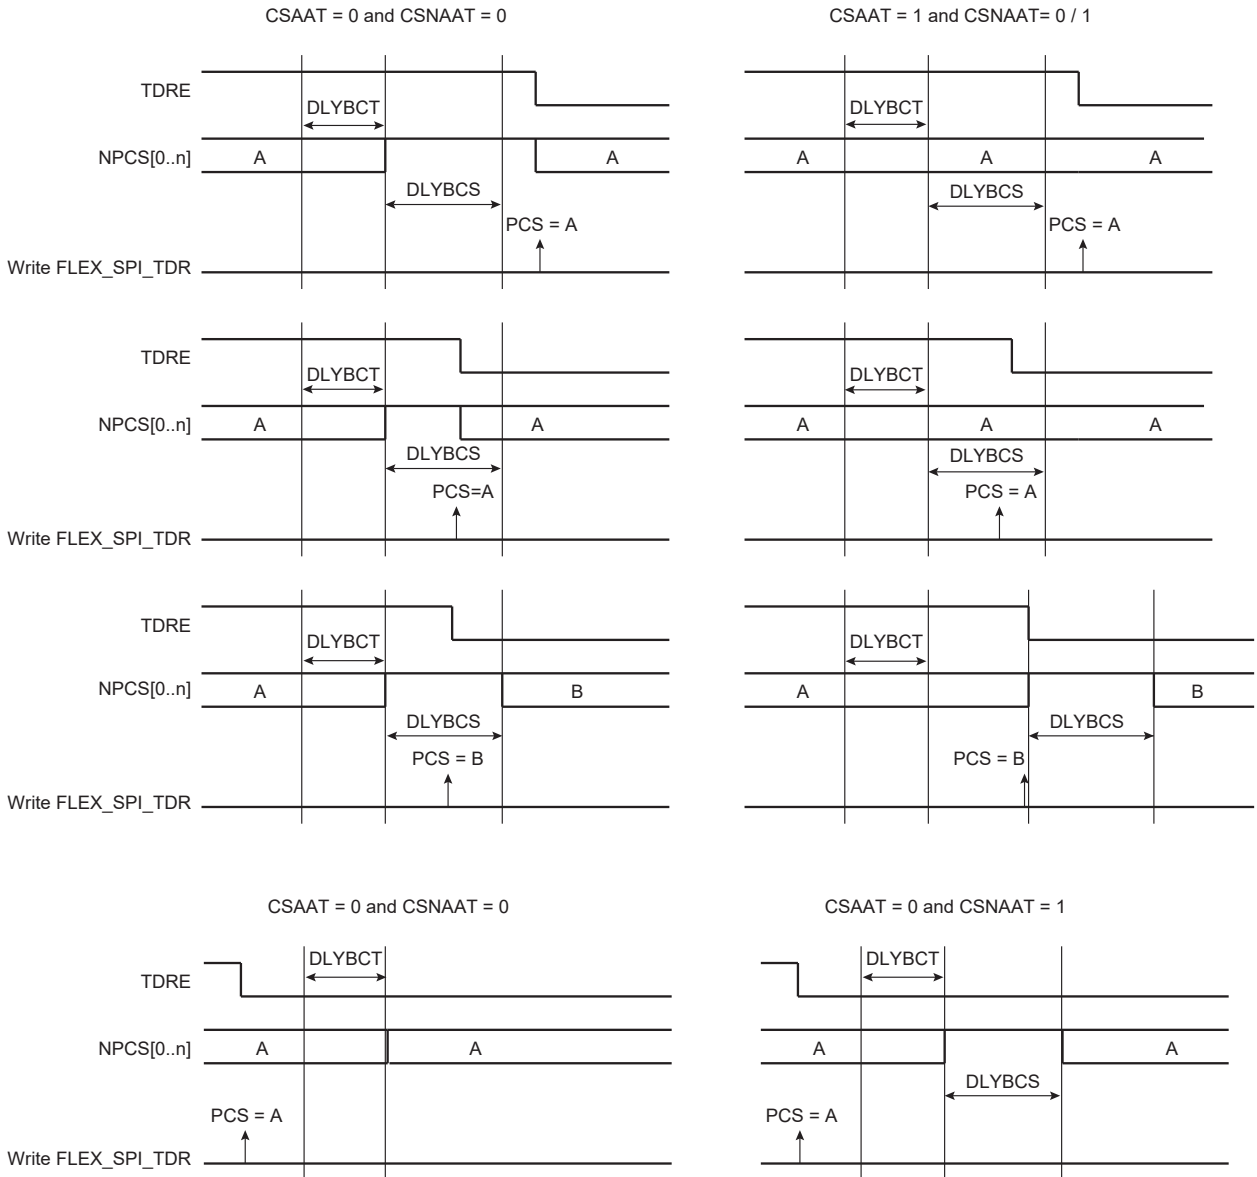 CSAAT = 0 and CSNAAT = 0
CSAAT = 1 and CSNAAT= 0 / 1
TDRE
DLYBCT
DLYBCT
NPCS[0..n]
A
A
A
A
A
DLYBCS
DLYBCS
PCS = A
PCS = A
Write FLEX_SPI_TDR
TDRE
DLYBCT
DLYBCT
NPCS[0..n]
A
A
A
A
A
DLYBCS
DLYBCS
PCS=A
PCS = A
Write FLEX_SPI_TDR
TDRE
DLYBCT
DLYBCT
NPCS[0..n]
A
B
A
B
DLYBCS
DLYBCS
PCS = B
PCS = B
Write FLEX_SPI_TDR
CSAAT = 0 and CSNAAT = 0
CSAAT = 0 and CSNAAT = 1
DLYBCT
DLYBCT
TDRE
NPCS[0..n]
A
A
A
A
DLYBCS
PCS = A
PCS = A
Write FLEX_SPI_TDR